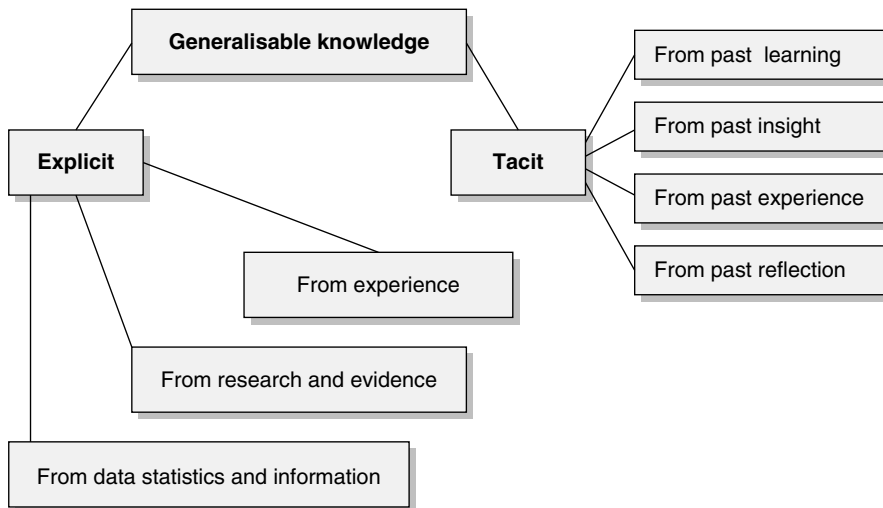 Generalisable knowledge
Explicit
Tacit
From past learning
From past insight
From past experience
From past reflection
From experience
From research and evidence
From data statistics and information